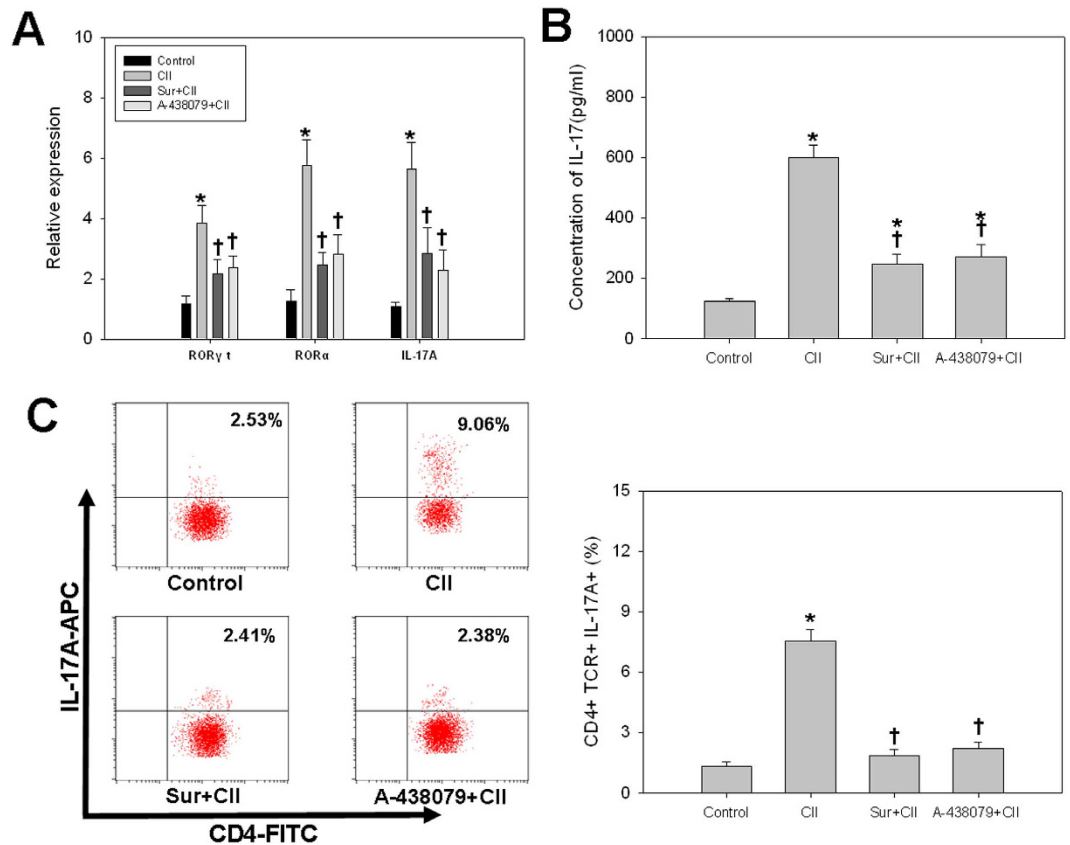 A
Relative expression
10
8
6
4
2
0
Control
CII
Sur+CII
A-438079+CII
*
*
*
†
†
†
†
†
†
RORγ t
RORα
IL-17A
B
Concentration of IL-17(pg/ml)
1000
800
600
400
200
0
*
*
†
*
†
Control
CII
Sur+CII
A-438079+CII
C
IL-17A-APC
2.53%
Control
9.06%
CII
2.41%
Sur+CII
2.38%
A-438079+CII
CD4-FITC
CD4+ TCR+ IL-17A+ (%)
15
12
9
6
3
0
*
†
†
Control
CII
Sur+CII
A-438079+CII